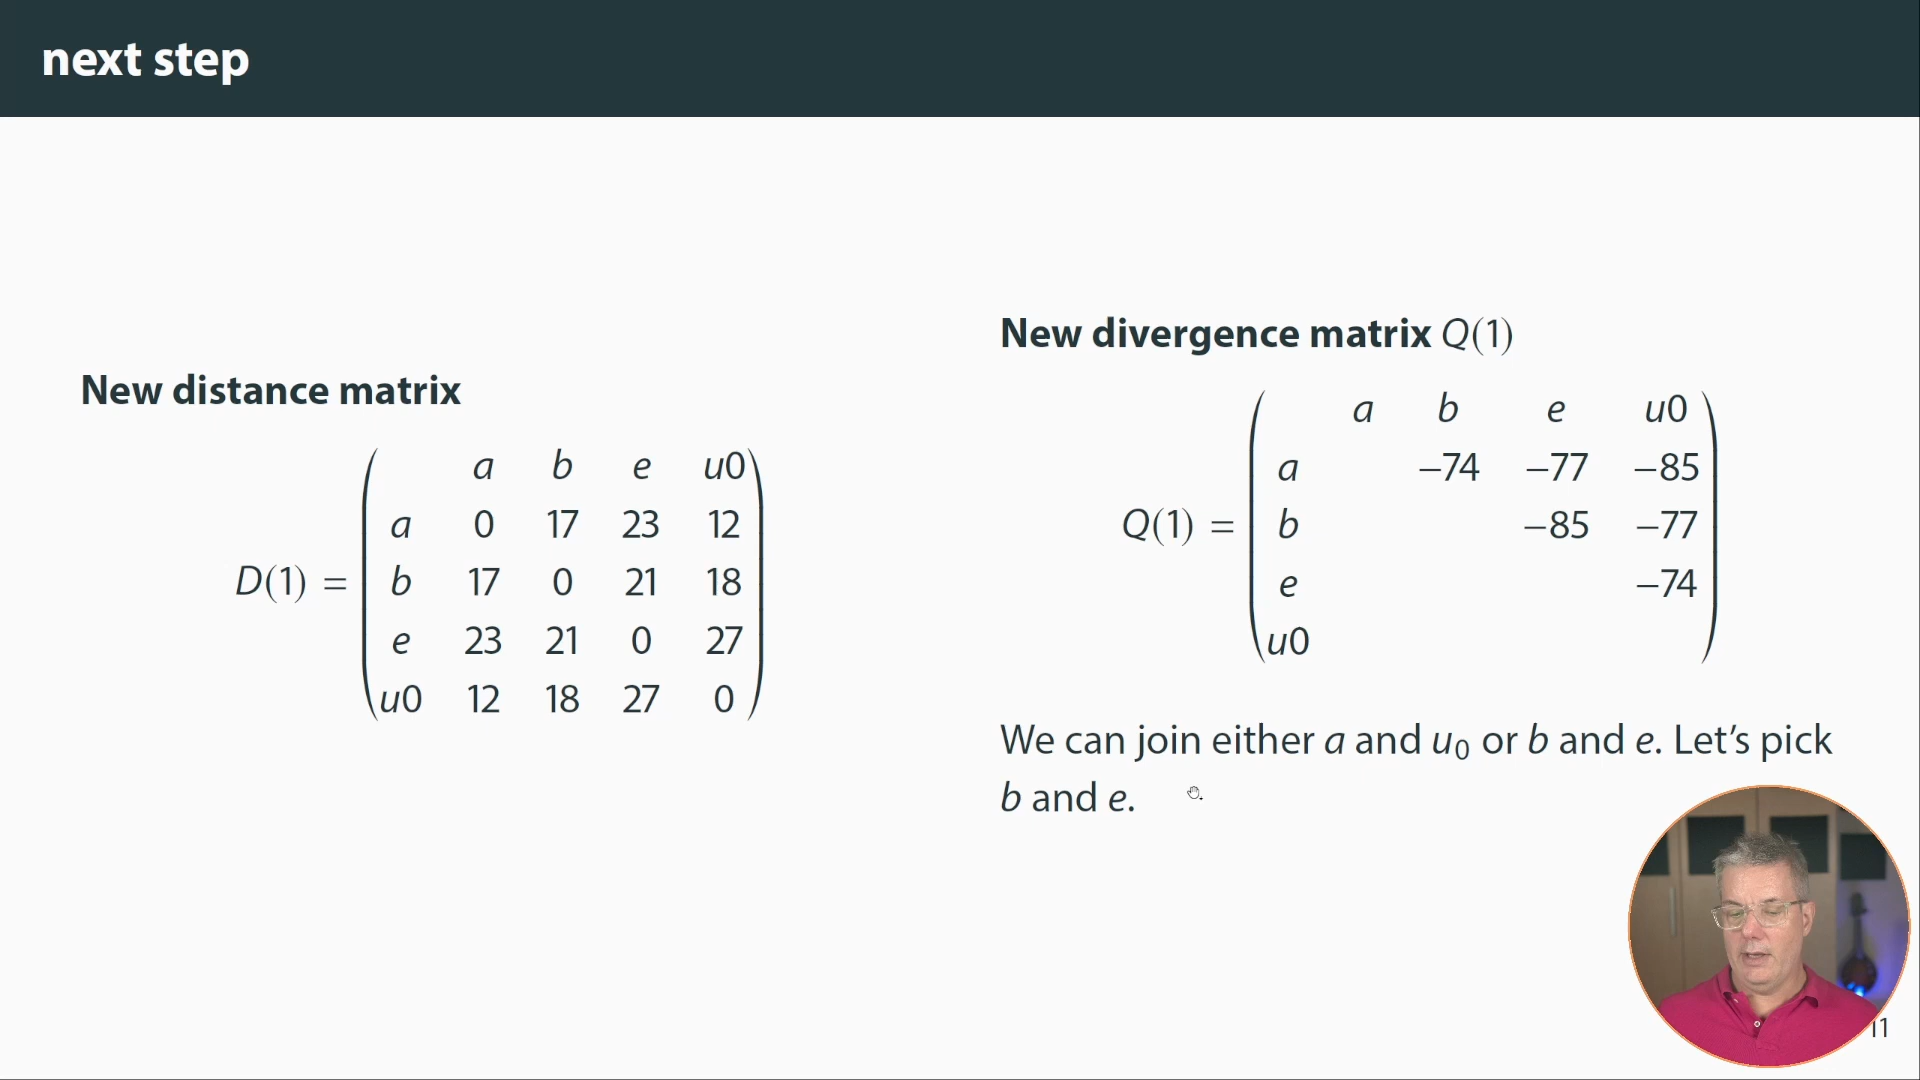 next step
New distance matrix
a b e u0
a 0 17 23 12
D(1) = b 17 0 21 18
e 23 21 0 27
u0 12 18 27 0
New divergence matrix Q(1)
a b e u0
a −74 −77 −85
Q(1) = b −85 −77
e −74
u0
We can join either a and u₀ or b and e. Let’s pick
b and e.
11